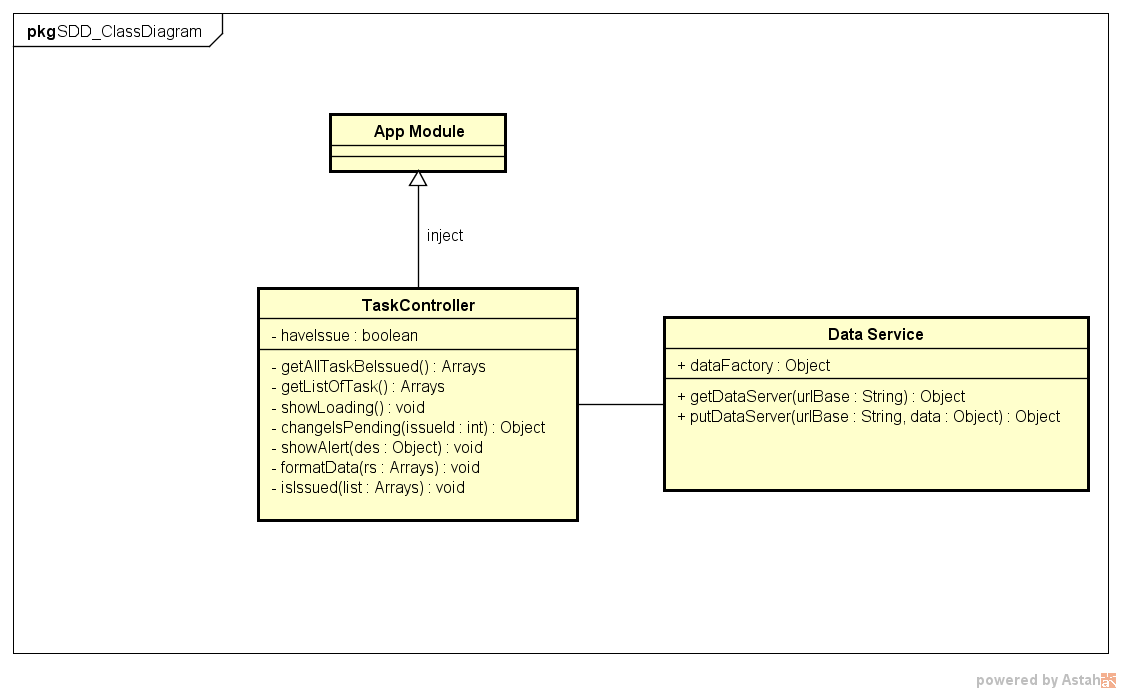 pkg SDD_ClassDiagram
App Module
inject
TaskController
- haveIssue : boolean
- getAllTaskBeIssued() : Arrays
- getListOfTask() : Arrays
- showLoading() : void
- changeIsPending(issueId : int) : Object
- showAlert(des : Object) : void
- formatData(rs : Arrays) : void
- isIssued(list : Arrays) : void
Data Service
+ dataFactory : Object
+ getDataServer(urlBase : String) : Object
+ putDataServer(urlBase : String, data : Object) : Object
powered by Astah